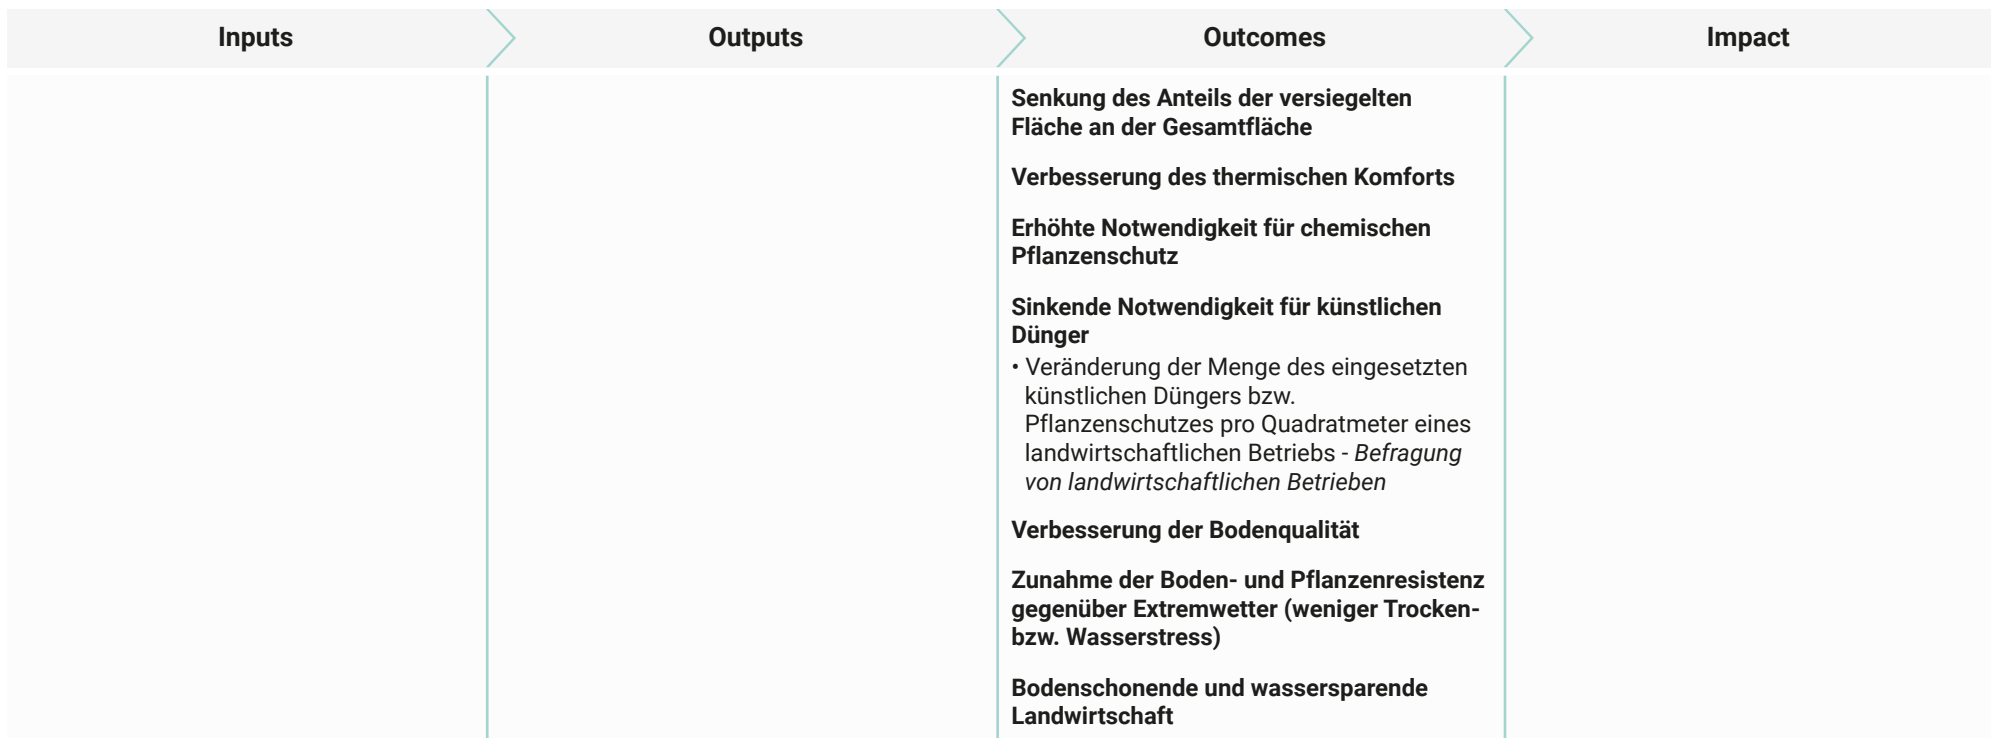 Inputs
Outputs
Outcomes
Impact
Senkung des Anteils der versiegelten
Fläche an der Gesamtfläche
Verbesserung des thermischen Komforts
Erhöhte Notwendigkeit für chemischen
Pflanzenschutz
Sinkende Notwendigkeit für künstlichen
Dünger
• Veränderung der Menge des eingesetzten
künstlichen Düngers bzw.
Pflanzenschutzes pro Quadratmeter eines
landwirtschaftlichen Betriebs - Befragung
von landwirtschaftlichen Betrieben
Verbesserung der Bodenqualität
Zunahme der Boden- und Pflanzenresistenz
gegenüber Extremwetter (weniger Trocken-
bzw. Wasserstress)
Bodenschonende und wassersparende
Landwirtschaft